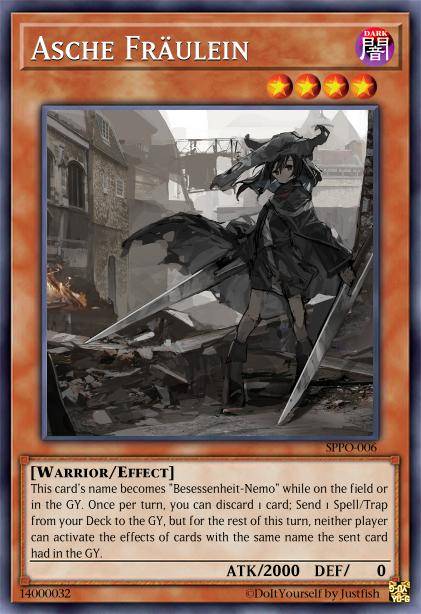 ASCHE FRÄULEIN
DARK
闇
SPPO-006
[WARRIOR/EFFECT]
This card's name becomes "Besessenheit-Nemo" while on the field or
in the GY. Once per turn, you can discard 1 card; Send 1 Spell/Trap
from your Deck to the GY, but for the rest of this turn, neither player
can activate the effects of cards with the same name the sent card
had in the GY.
ATK/2000 DEF/ 0
14000032 ©DoItYourself by Justfish